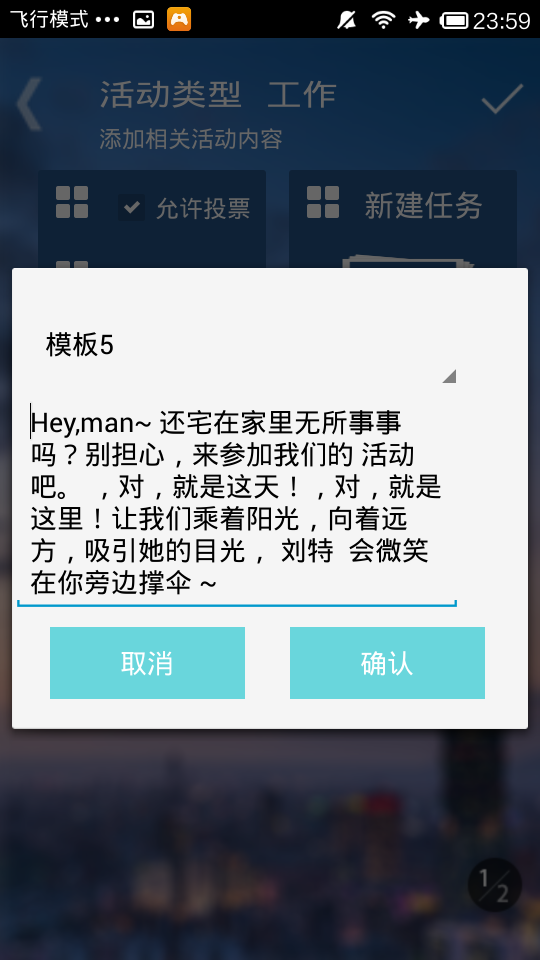 飞行模式 23:59
活动类型 工作
添加相关活动内容
允许投票 新建任务
模板5
Hey,man~ 还宅在家里无所事事
吗？别担心，来参加我们的 活动
吧。 ，对，就是这天！，对，就是
这里！让我们乘着阳光，向着远
方，吸引她的目光， 刘特 会微笑
在你旁边撑伞 ~
取消 确认
1/2